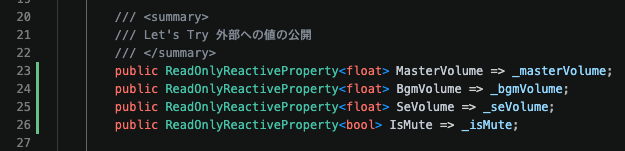 20 /// <summary>
21 /// Let's Try 外部への値の公開
22 /// </summary>
23 public ReadOnlyReactiveProperty<float> MasterVolume => _masterVolume;
24 public ReadOnlyReactiveProperty<float> BgmVolume => _bgmVolume;
25 public ReadOnlyReactiveProperty<float> SeVolume => _seVolume;
26 public ReadOnlyReactiveProperty<bool> IsMute => _isMute;
27